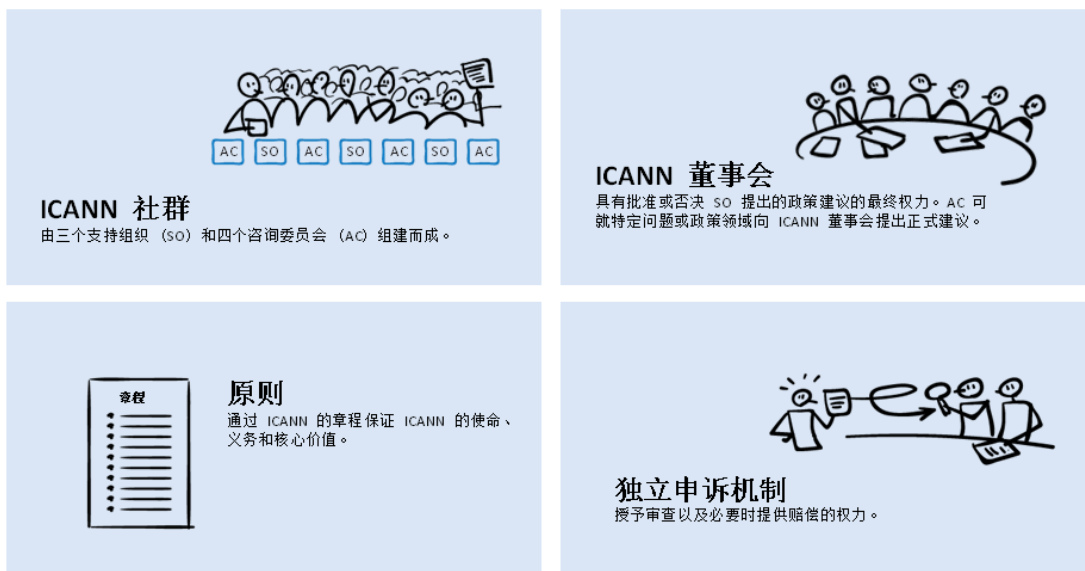 AC SO AC SO AC SO AC
ICANN 社群
由三个支持组织 (SO) 和四个咨询委员会 (AC) 组建而成。
ICANN 董事会
具有批准或否决 SO 提出的政策建议的最终权力。AC 可
就特定问题或政策领域向 ICANN 董事会提出正式建议。
章程
原则
通过 ICANN 的章程保证 ICANN 的使命、
义务和核心价值。
独立申诉机制
授予审查以及必要时提供赔偿的权力。